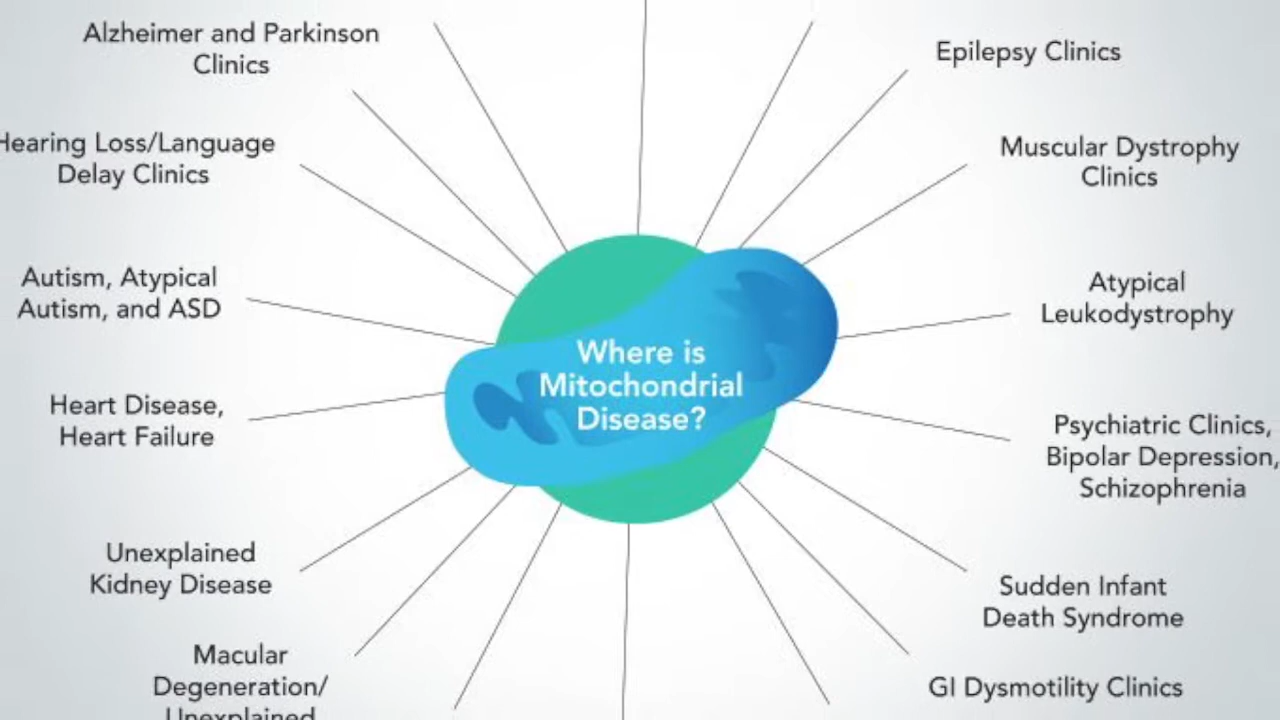 Alzheimer and Parkinson
Clinics
Hearing Loss/Language
Delay Clinics
Autism, Atypical
Autism, and ASD
Heart Disease,
Heart Failure
Unexplained
Kidney Disease
Macular
Degeneration/
Unexplained
Where is
Mitochondrial
Disease?
Epilepsy Clinics
Muscular Dystrophy
Clinics
Atypical
Leukodystrophy
Psychiatric Clinics,
Bipolar Depression,
Schizophrenia
Sudden Infant
Death Syndrome
GI Dysmotility Clinics